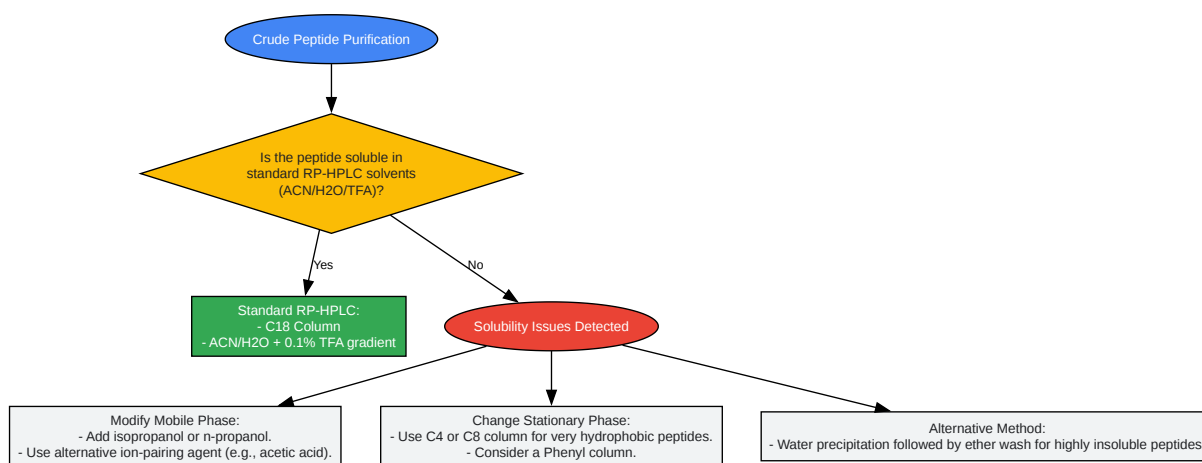 Crude Peptide Purification
Is the peptide soluble in
standard RP-HPLC solvents
(ACN/H2O/TFA)?
Yes
No
Standard RP-HPLC:
- C18 Column
- ACN/H2O + 0.1% TFA gradient
Solubility Issues Detected
Modify Mobile Phase:
- Add isopropanol or n-propanol.
- Use alternative ion-pairing agent (e.g., acetic acid).
Change Stationary Phase:
- Use C4 or C8 column for very hydrophobic peptides.
- Consider a Phenyl column.
Alternative Method:
- Water precipitation followed by ether wash for highly insoluble peptides